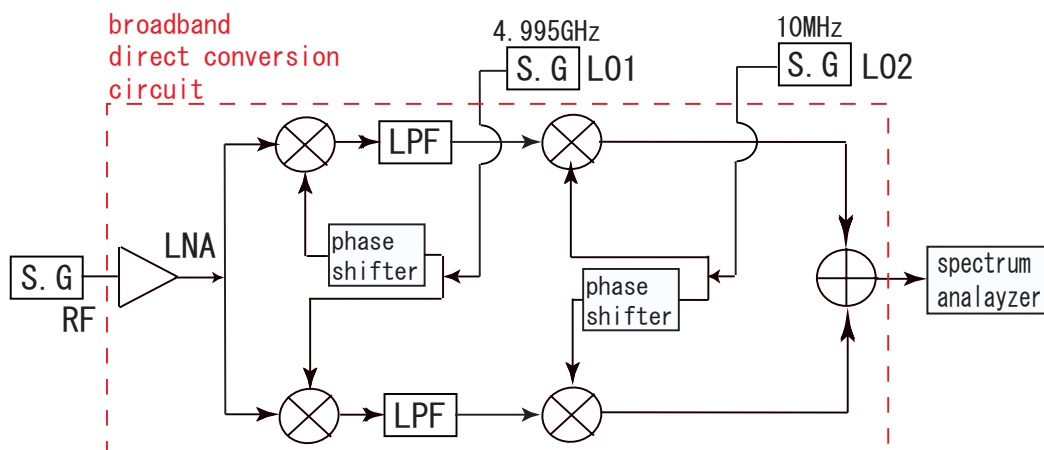 broadband
direct conversion
circuit
4.995GHz
S.G LO1
10MHz
S.G LO2
LPF
LNA
phase
shifter
S.G
RF
phase
shifter
spectrum
analayzer
LPF